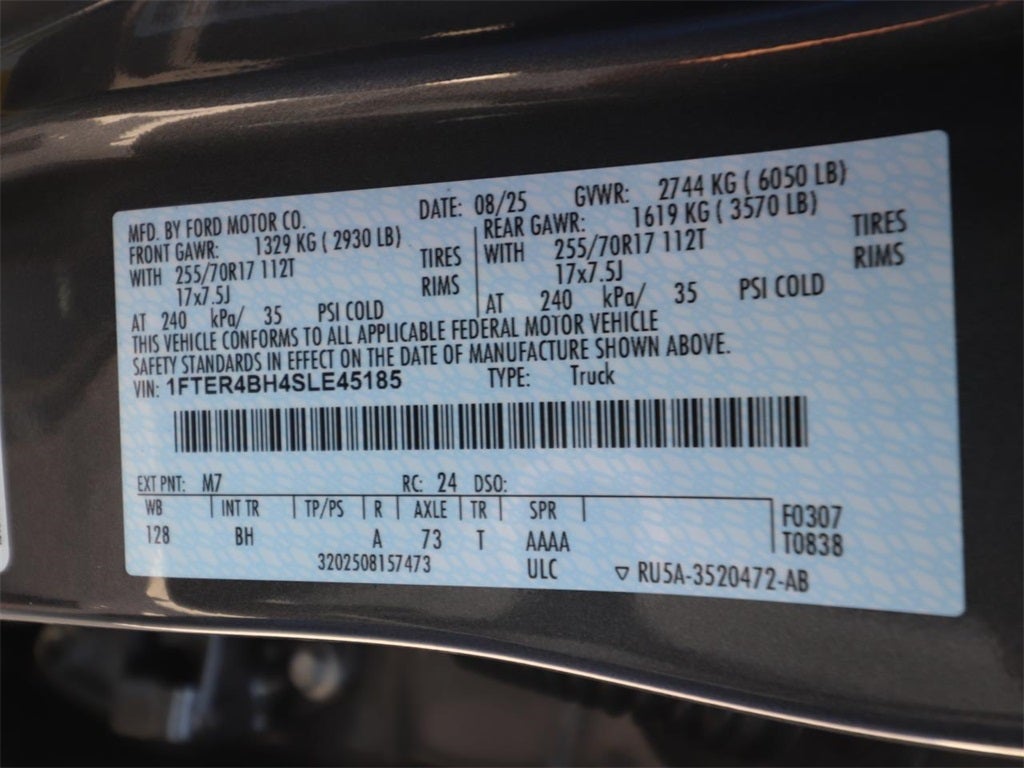 MFD. BY FORD MOTOR CO. DATE: 08/25 GVWR: 2744 KG ( 6050 LB)
FRONT GAWR: 1329 KG ( 2930 LB) REAR GAWR: 1619 KG ( 3570 LB)
WITH 255/70R17 112T TIRES WITH 255/70R17 112T TIRES
17x7.5J RIMS 17x7.5J RIMS
AT 240 kPa/ 35 PSI COLD AT 240 kPa/ 35 PSI COLD
THIS VEHICLE CONFORMS TO ALL APPLICABLE FEDERAL MOTOR VEHICLE
SAFETY STANDARDS IN EFFECT ON THE DATE OF MANUFACTURE SHOWN ABOVE.
VIN: 1FTER4BH4SLE45185 TYPE: Truck
EXT PNT: M7 RC: 24 DSO:
WB INT TR TP/PS R AXLE TR SPR F0307
128 BH A 73 T AAAA T0838
3202508157473 ULC ▽ RU5A-3520472-AB